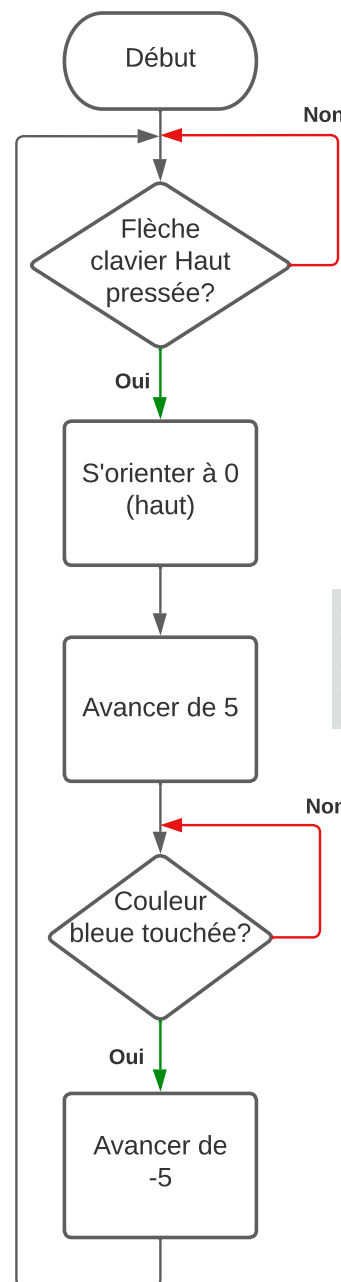 Début
Non
Flèche
clavier Haut
pressée?
Oui
S'orienter à 0
(haut)
Avancer de 5
Non
Couleur
bleue touchée?
Oui
Avancer de
-5